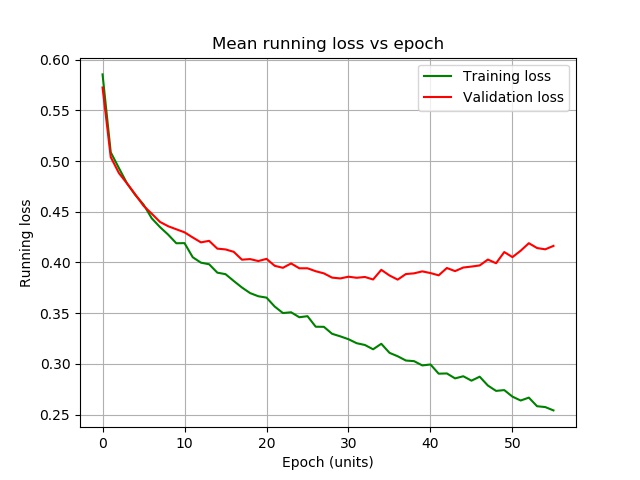 Mean running loss vs epoch
Training loss
Validation loss
0.60
0.55
0.50
0.45
0.40
0.35
0.30
0.25
Running loss
0 10 20 30 40 50
Epoch (units)